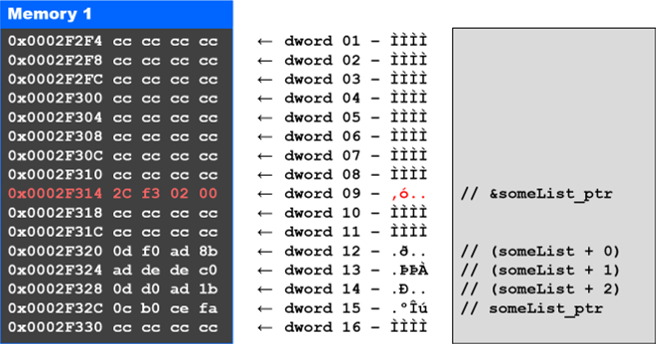 Memory 1
0x0002F2F4 cc cc cc cc ← dword 01 - ÌÌÌÌ
0x0002F2F8 cc cc cc cc ← dword 02 - ÌÌÌÌ
0x0002F2FC cc cc cc cc ← dword 03 - ÌÌÌÌ
0x0002F300 cc cc cc cc ← dword 04 - ÌÌÌÌ
0x0002F304 cc cc cc cc ← dword 05 - ÌÌÌÌ
0x0002F308 cc cc cc cc ← dword 06 - ÌÌÌÌ
0x0002F30C cc cc cc cc ← dword 07 - ÌÌÌÌ
0x0002F310 cc cc cc cc ← dword 08 - ÌÌÌÌ
0x0002F314 2C f3 02 00 ← dword 09 - ,ó.. // &someList_ptr
0x0002F318 cc cc cc cc ← dword 10 - ÌÌÌÌ
0x0002F31C cc cc cc cc ← dword 11 - ÌÌÌÌ
0x0002F320 0d f0 ad 8b ← dword 12 - .ð.. // (someList + 0)
0x0002F324 ad de de c0 ← dword 13 - .ÞÞÀ // (someList + 1)
0x0002F328 0d d0 ad 1b ← dword 14 - .Ð.. // (someList + 2)
0x0002F32C 0c b0 ce fa ← dword 15 - .°Îú // someList_ptr
0x0002F330 cc cc cc cc ← dword 16 - ÌÌÌÌ